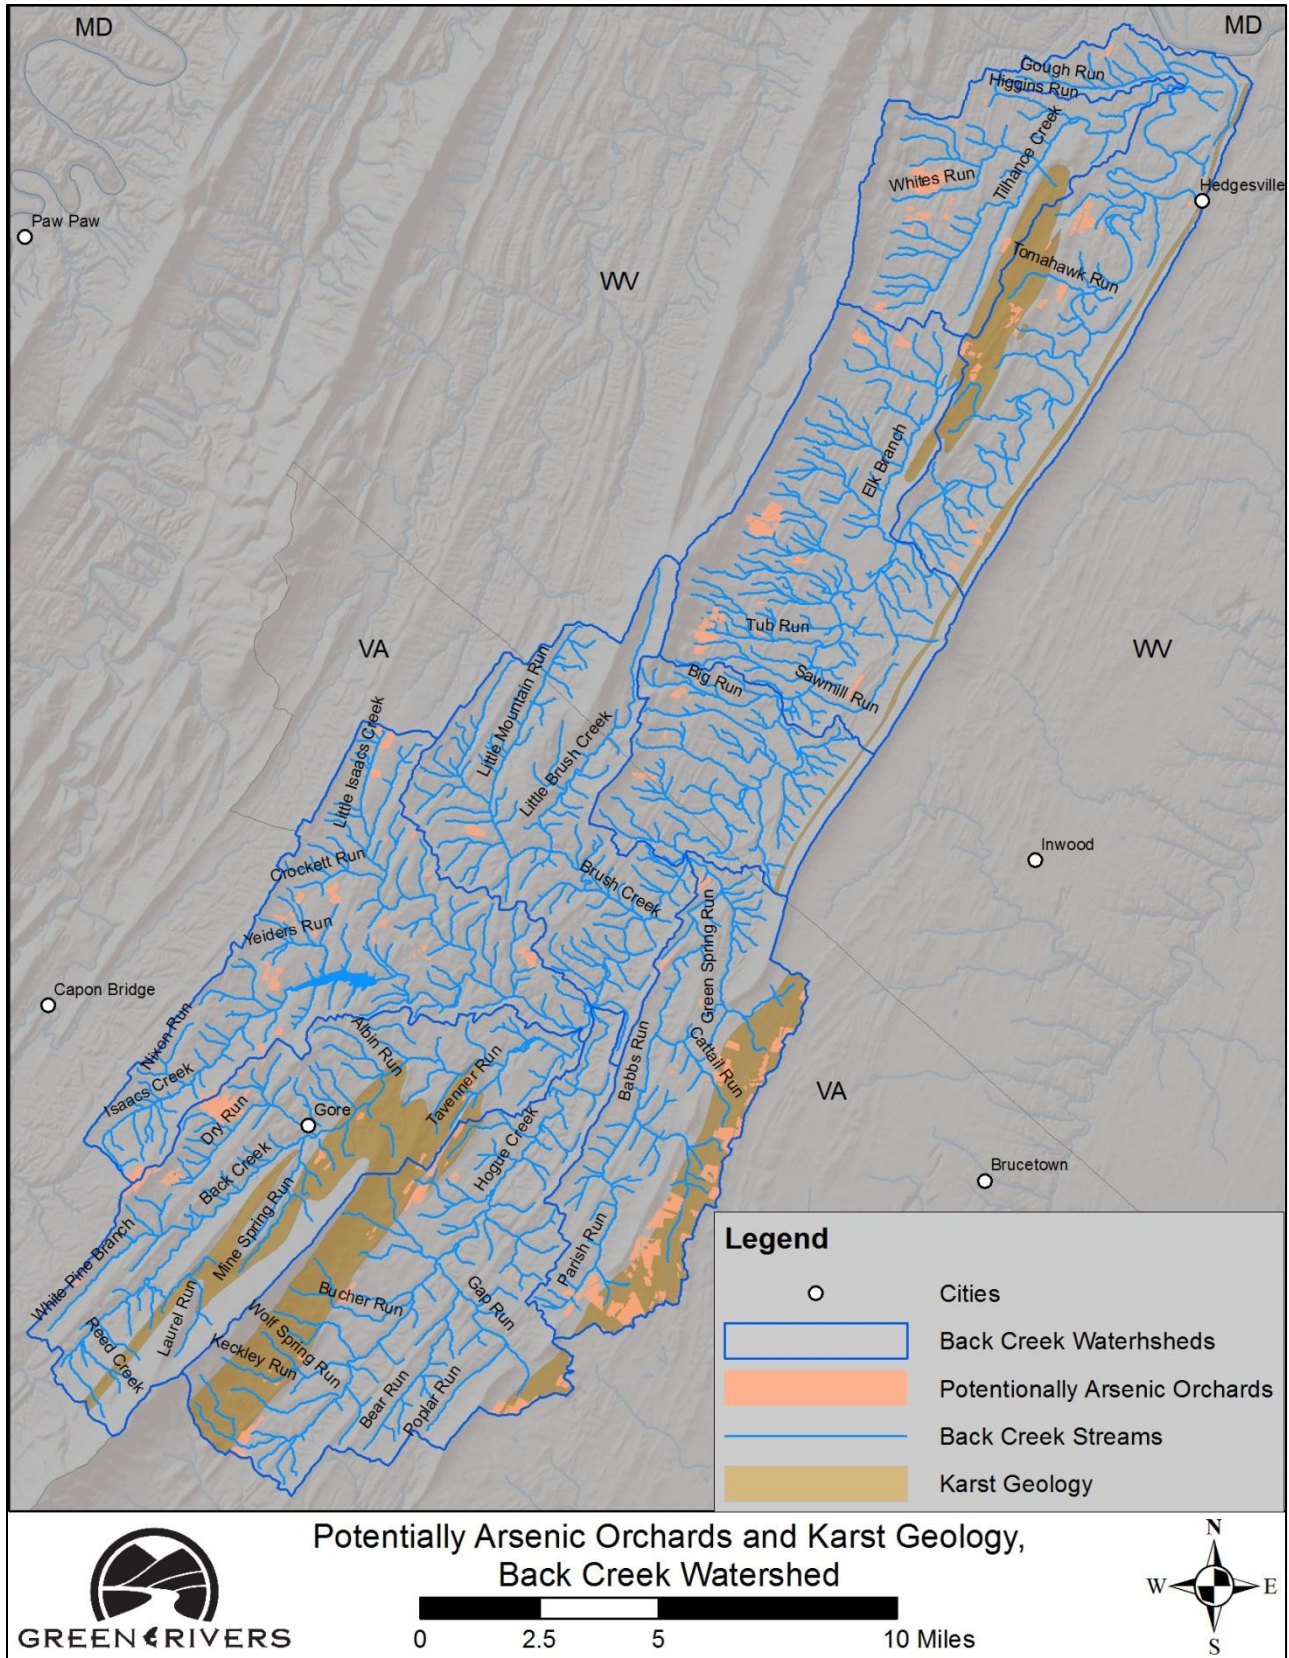 MD
MD
Gough Run
Higgins Run
Tilhance Creek
Whites Run
Hedgesville
Paw Paw
Tomahawk Run
WV
Elk Branch
Tub Run
VA
WV
Big Run
Sawmill Run
Little Mountain Run
Little Isaacs Creek
Little Brush Creek
Crockett Run
Inwood
Brush Creek
Yeiders Run
Green Spring Run
Capon Bridge
Nixon Run
Albin Run
Babbs Run
Cattail Run
Isaacs Creek
Tavenner Run
VA
Dry Run
Gore
Hogue Creek
Back Creek
Brucetown
Mine Spring Run
White Pine Branch
Parish Run
Laurel Run
Bucher Run
Gap Run
Reed Creek
Wolf Spring Run
Keckley Run
Bear Run
Poplar Run
Legend
Cities
Back Creek Waterhsheds
Potentionally Arsenic Orchards
Back Creek Streams
Karst Geology
Potentially Arsenic Orchards and Karst Geology,
Back Creek Watershed
0 2.5 5 10 Miles
GREEN RIVERS
N
W E
S